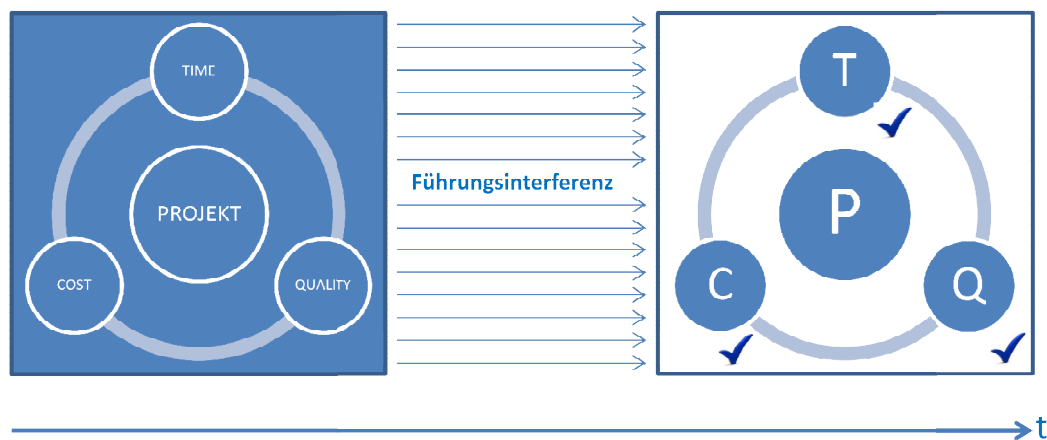 TIME
PROJEKT
COST
QUALITY
Führungsinterferenz
T
P
C
Q
t